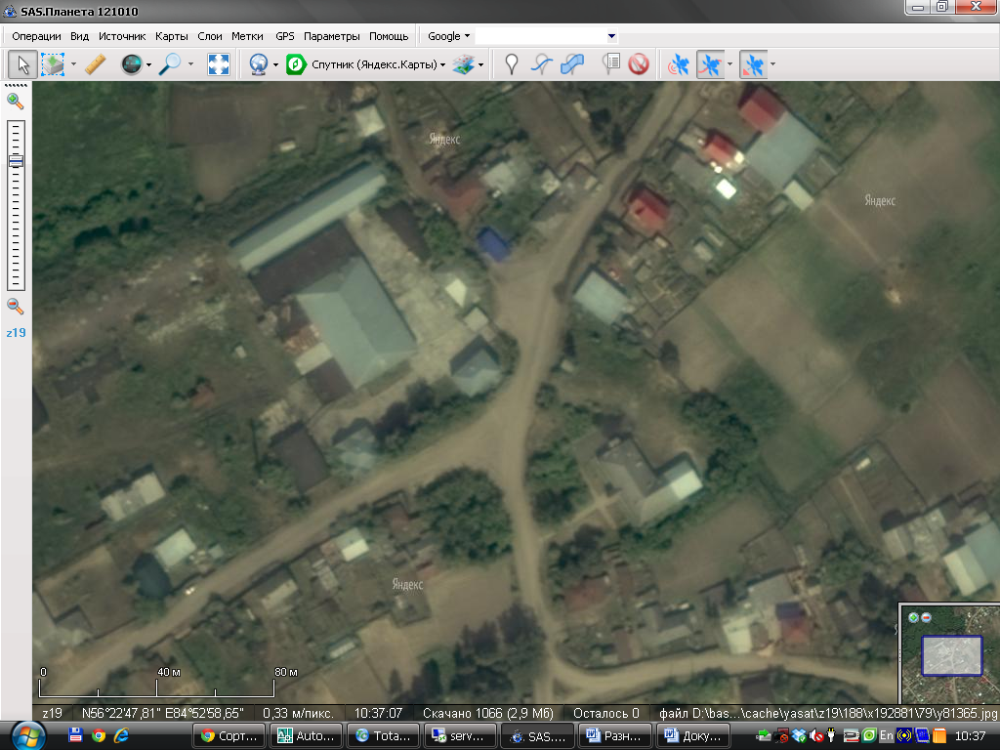 SAS.Планета 121010
Операции Вид Источник Карты Слои Метки GPS Параметры Помощь Google
Спутник (Яндекс.Карты)
z19
Яндекс
Яндекс
Яндекс
0 40 м 80 м
z19 N56°22'47,81" E84°52'58,65" 0,33 м/пикс. 10:37:07 Скачано 1066 (2,9 Мб) Осталось 0 файл D:\bas...\cache\yasat\z19\188\x192881\79\y81365.jpg
Сорт... Auto... Tota... serv... SAS.... Разн... Доку... En 10:37